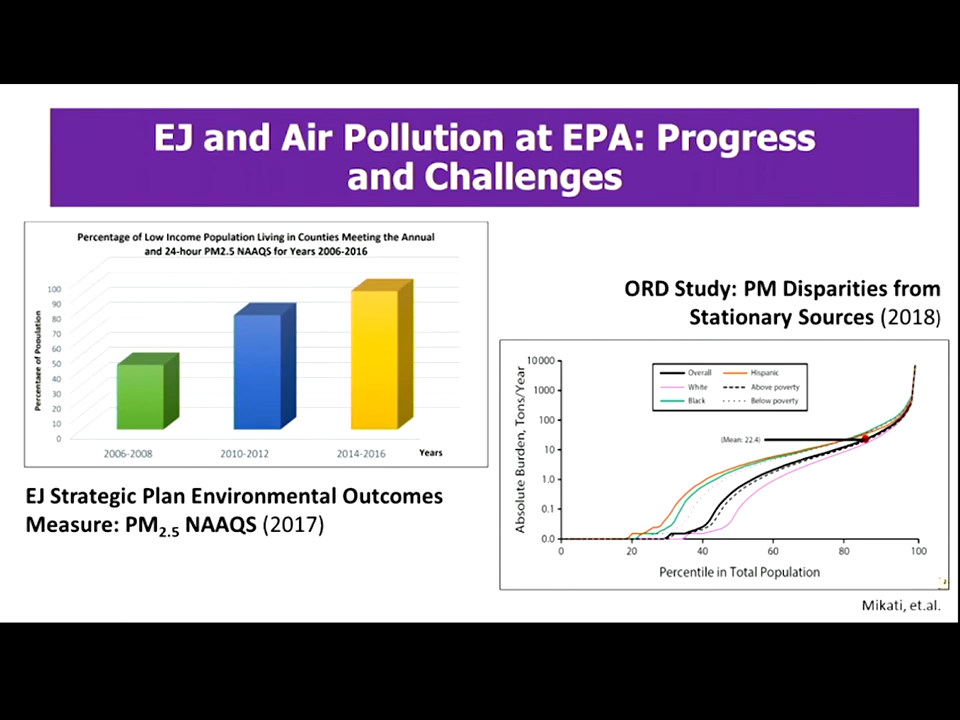 EJ and Air Pollution at EPA: Progress
and Challenges
Percentage of Low Income Population Living in Counties Meeting the Annual
and 24-hour PM2.5 NAAQS for Years 2006-2016
Percentage of Population
100
90
80
70
60
50
40
30
20
10
0
2006-2008
2010-2012
2014-2016
Years
EJ Strategic Plan Environmental Outcomes
Measure: PM2.5 NAAQS (2017)
ORD Study: PM Disparities from
Stationary Sources (2018)
Absolute Burden, Tons/Year
10000
1000
100
10
1.0
0.1
0.0
Overall
Hispanic
White
Above poverty
Black
Below poverty
(Mean: 22.4)
0
20
40
60
80
100
Percentile in Total Population
Mikati, et.al.